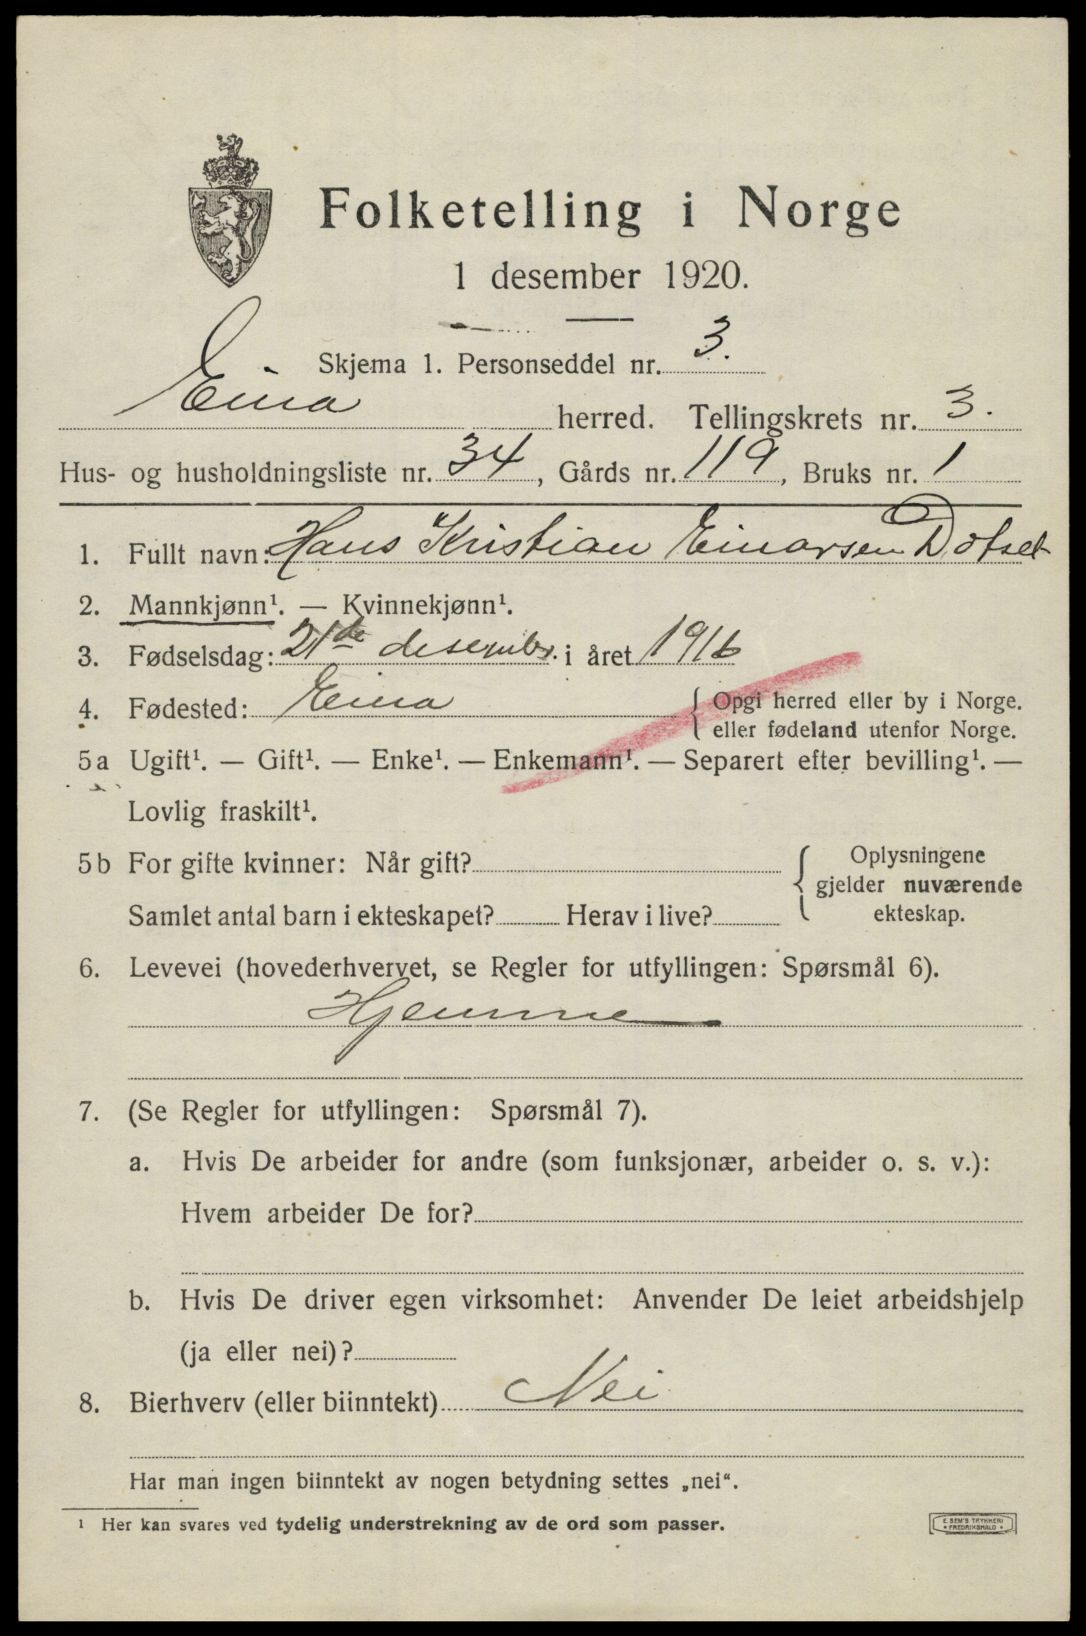 Folketelling i Norge
1 desember 1920.
Skjema 1. Personseddel nr. 3.
Eina herred. Tellingskrets nr. 3.
Hus- og husholdningsliste nr. 34, Gårds nr. 119, Bruks nr. 1
1. Fullt navn: Hans Kristian Einarsen Dotset
2. Mannkjønn¹. — Kvinnekjønn¹.
3. Fødselsdag: 21de desembr. i året 1916
4. Fødested: Eina { Opgi herred eller by i Norge.
eller fødeland utenfor Norge.
5a Ugift¹. — Gift¹. — Enke¹. — Enkemann¹. — Separert efter bevilling¹. —
Lovlig fraskilt¹.
5b For gifte kvinner: Når gift? { Oplysningene
gjelder nuværende
Samlet antal barn i ekteskapet? Herav i live? ekteskap.
6. Levevei (hovederhvervet, se Regler for utfyllingen: Spørsmål 6).
Hjemme
7. (Se Regler for utfyllingen: Spørsmål 7).
a. Hvis De arbeider for andre (som funksjonær, arbeider o. s. v.):
Hvem arbeider De for?
b. Hvis De driver egen virksomhet: Anvender De leiet arbeidshjelp
(ja eller nei)?
8. Bierhverv (eller biinntekt) Nei
Har man ingen biinntekt av nogen betydning settes „nei“.
¹ Her kan svares ved tydelig understrekning av de ord som passer.
E. SEM'S TRYKKERI
• FREDRIKSHALD •